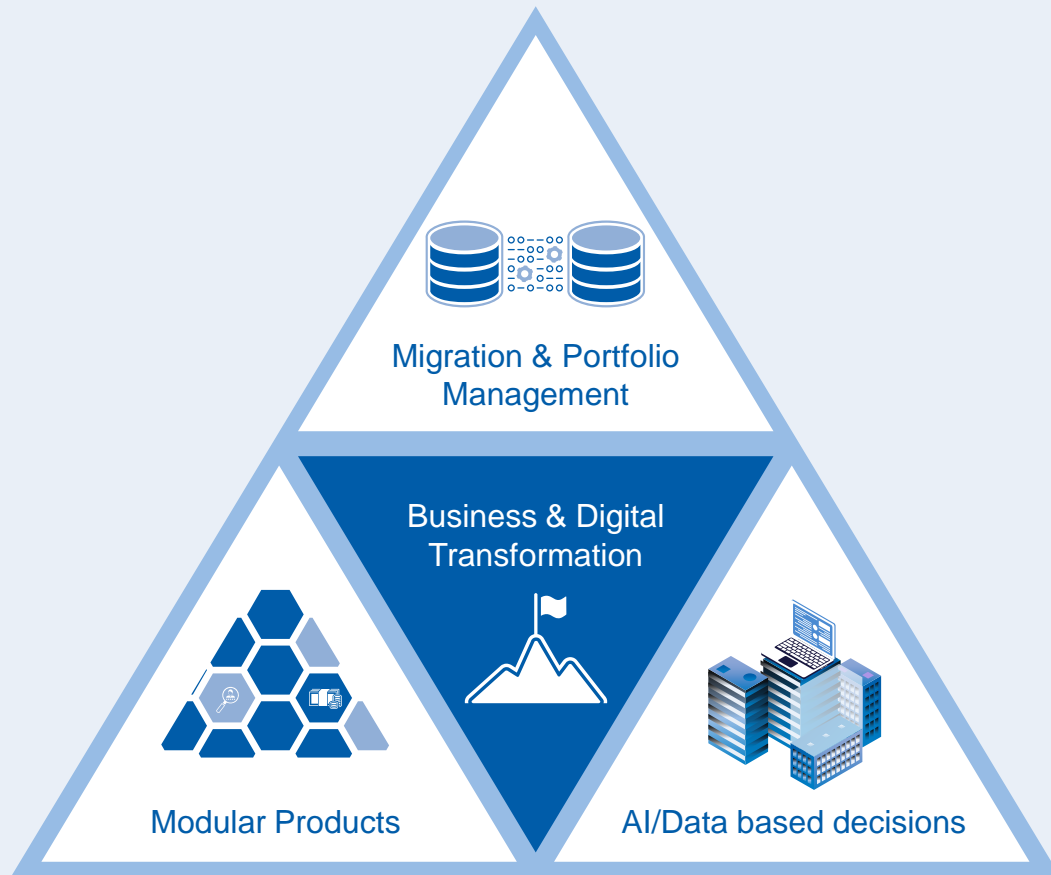 Migration & Portfolio
Management
Business & Digital
Transformation
Modular Products
AI/Data based decisions